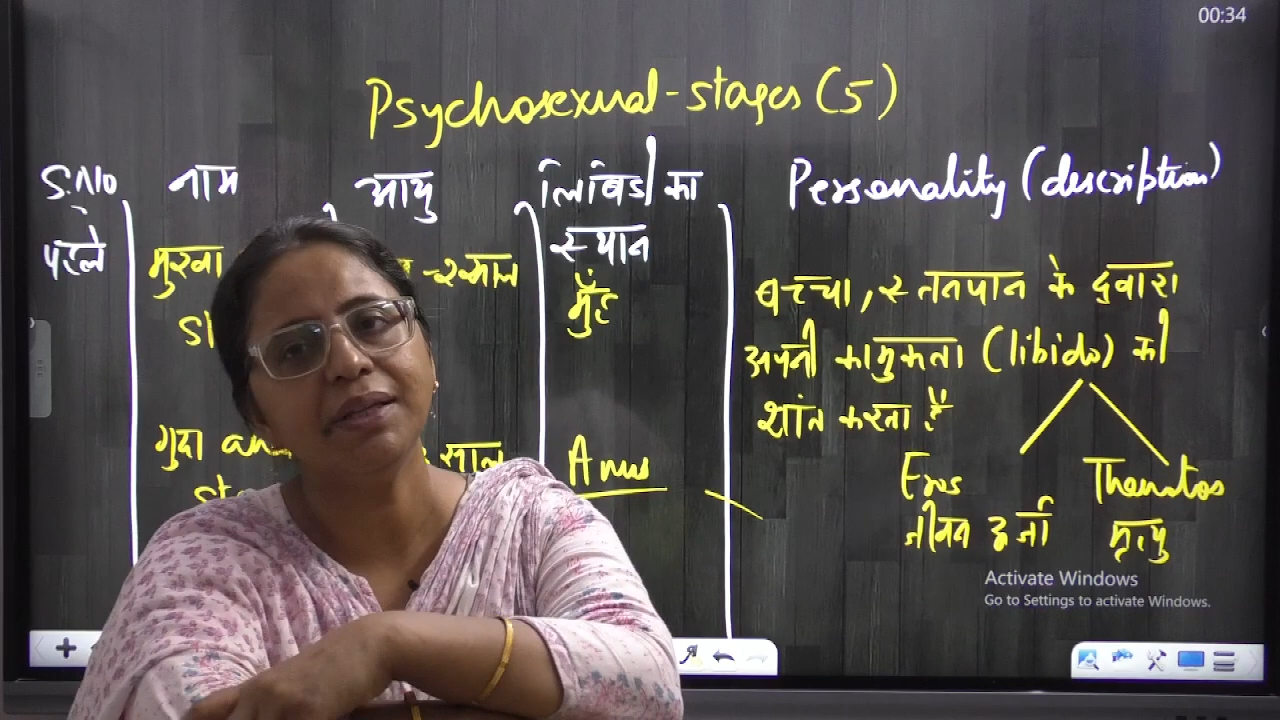 00:34
Psychosexual-stages (5)
S.No नाम आयु लिबिडो का Personality (description)
स्थान
पहले मुखा
मुँह
बच्चा, स्तनपान के द्वारा
अपनी कामुकता (libido) को
शांत करता है
गुदा साल Anus
Eros Thenatos
जीवन ऊर्जा मृत्यु
Activate Windows
Go to Settings to activate Windows.